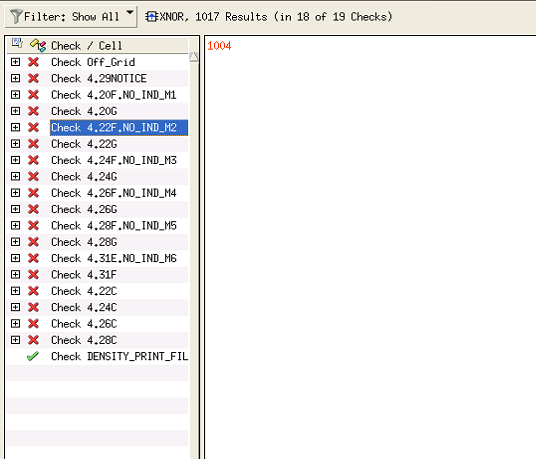 Filter: Show All XNOR, 1017 Results (in 18 of 19 Checks)
Check / Cell
1004
Check Off_Grid
Check 4.29NOTICE
Check 4.20F.NO_IND_M1
Check 4.20G
Check 4.22F.NO_IND_M2
Check 4.22G
Check 4.24F.NO_IND_M3
Check 4.24G
Check 4.26F.NO_IND_M4
Check 4.26G
Check 4.28F.NO_IND_M5
Check 4.28G
Check 4.31E.NO_IND_M6
Check 4.31F
Check 4.22C
Check 4.24C
Check 4.26C
Check 4.28C
Check DENSITY_PRINT_FIL